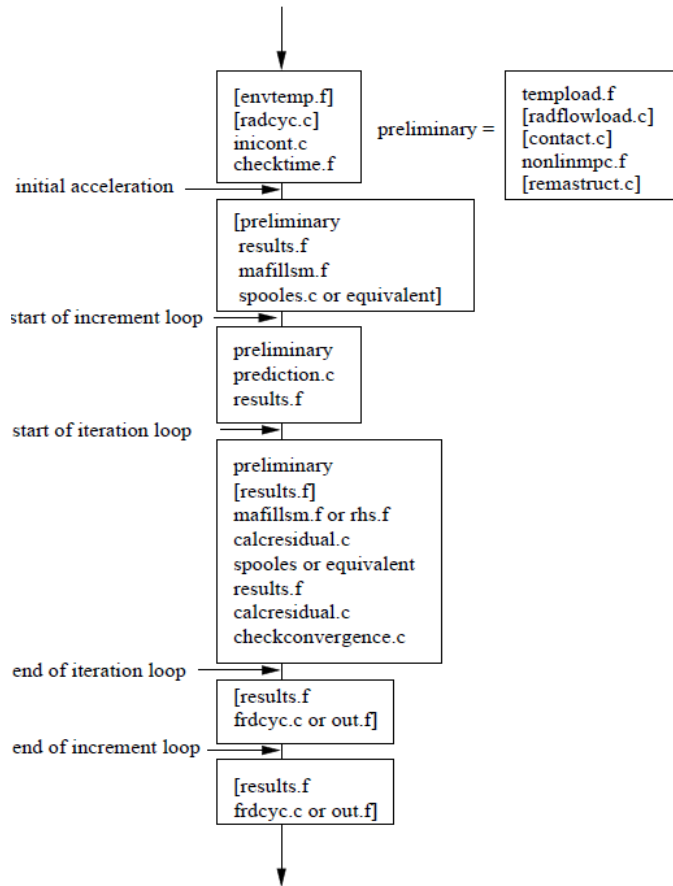 [envtemp.f]
[radcyc.c]
inicont.c
checktime.f
preliminary =
tempload.f
[radflowload.c]
[contact.c]
nonlinmpc.f
[remastruct.c]
initial acceleration
[preliminary
results.f
mafillsm.f
spooles.c or equivalent]
start of increment loop
preliminary
prediction.c
results.f
start of iteration loop
preliminary
[results.f]
mafillsm.f or rhs.f
calcresidual.c
spooles or equivalent
results.f
calcresidual.c
checkconvergence.c
end of iteration loop
[results.f
frdcyc.c or out.f]
end of increment loop
[results.f
frdcyc.c or out.f]